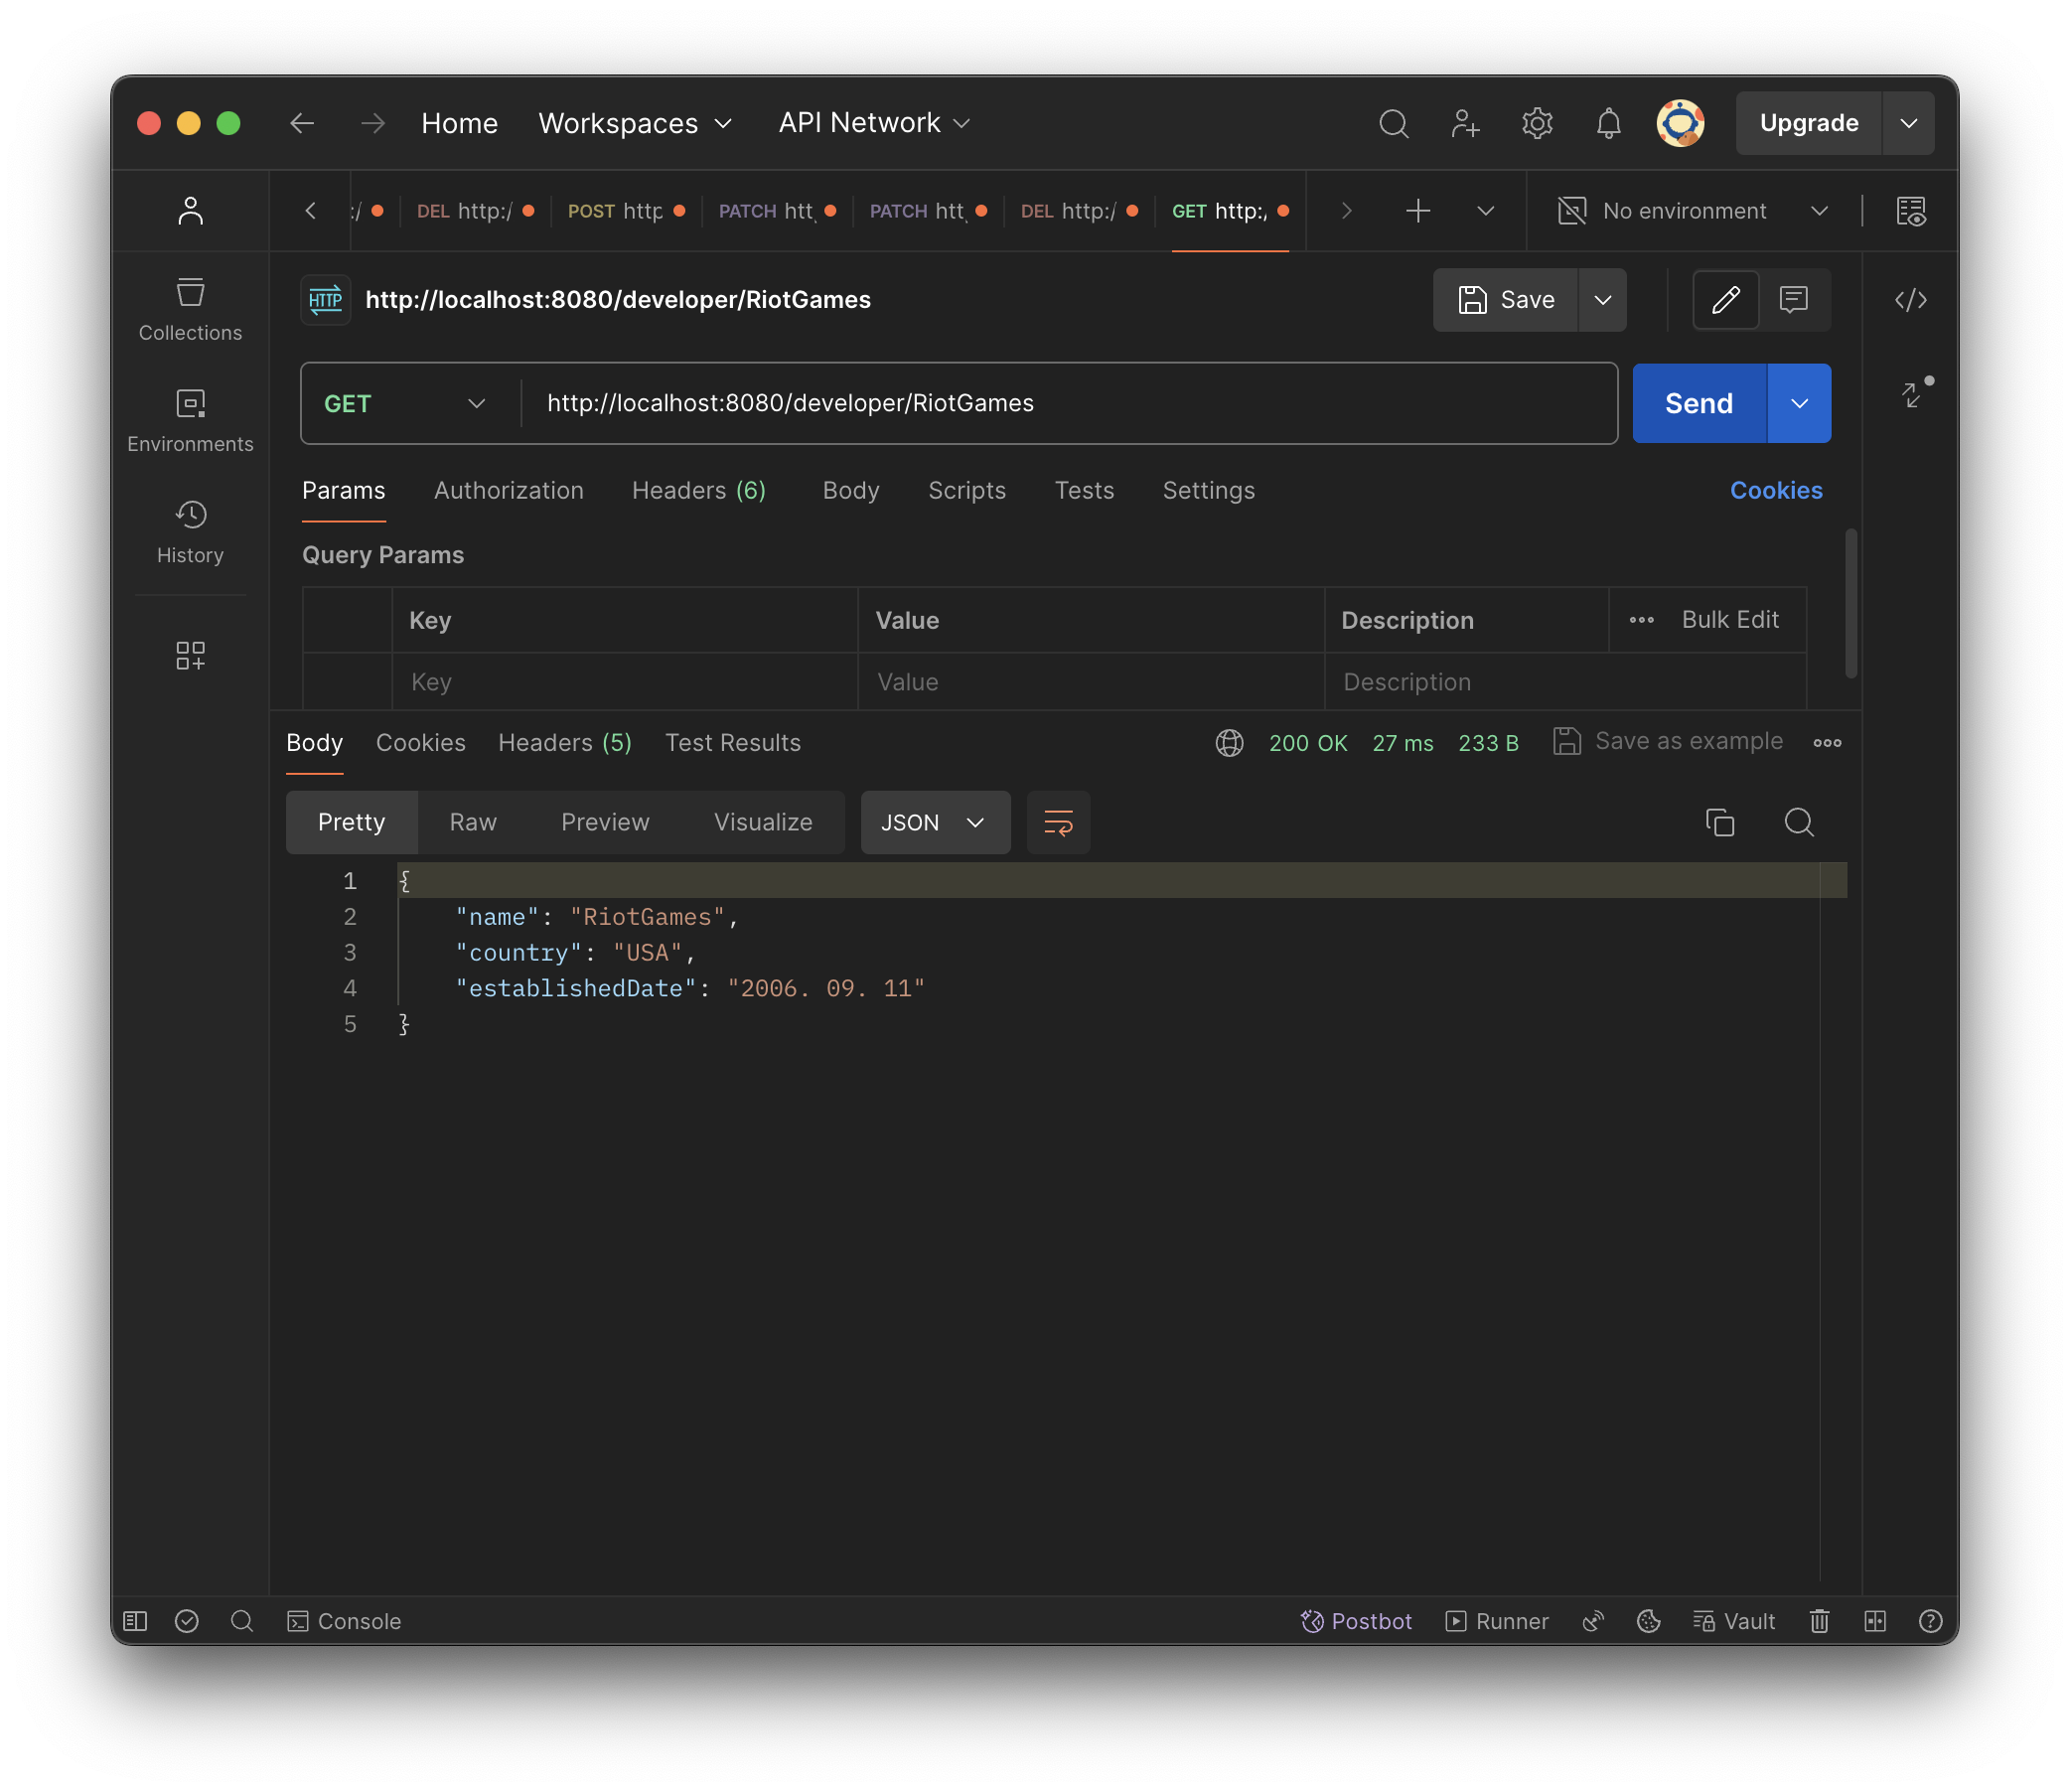 Home Workspaces API Network Upgrade
:/ DEL http:/ POST http PATCH htt PATCH htt DEL http:/ GET http:/ No environment
HTTP http://localhost:8080/developer/RiotGames Save
GET http://localhost:8080/developer/RiotGames Send
Collections
Environments
History
Params Authorization Headers (6) Body Scripts Tests Settings Cookies
Query Params
Key Value Description Bulk Edit
Key Value Description
Body Cookies Headers (5) Test Results 200 OK 27 ms 233 B Save as example
Pretty Raw Preview Visualize JSON
1 {
2 "name": "RiotGames",
3 "country": "USA",
4 "establishedDate": "2006. 09. 11"
5 }
Console Postbot Runner Vault